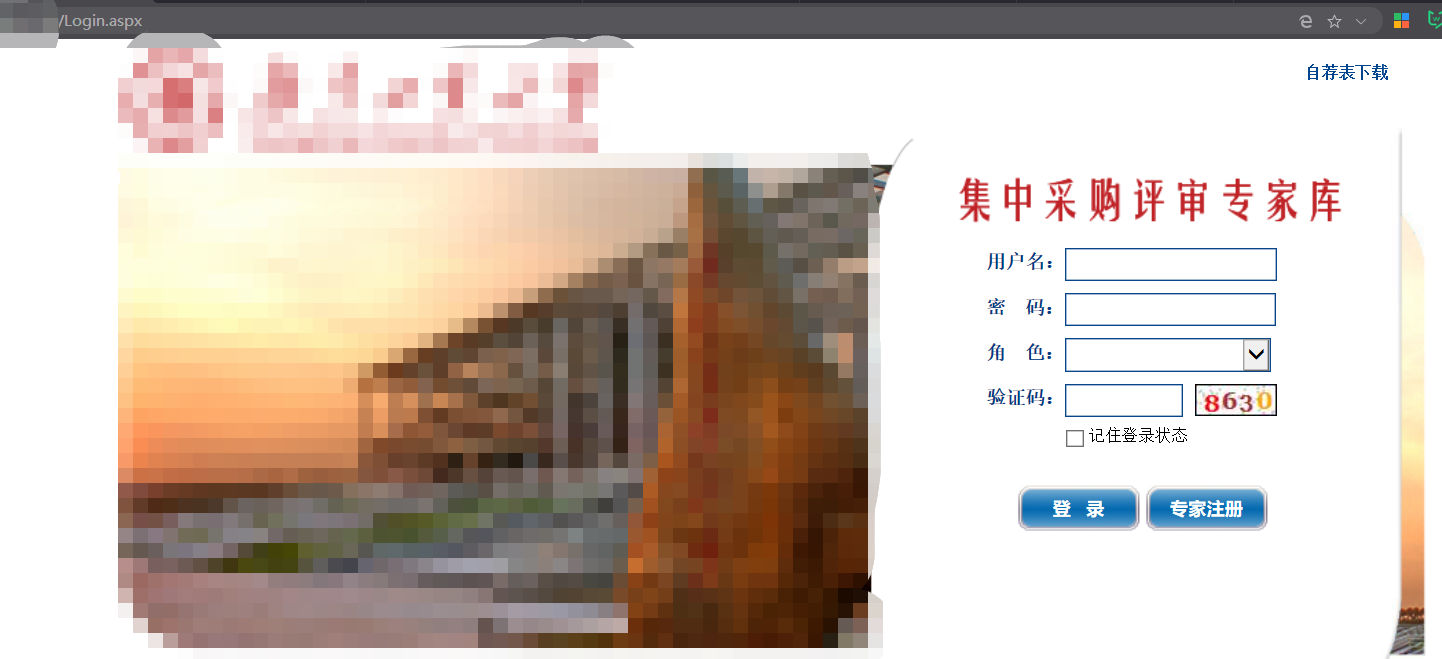 /Login.aspx
自荐表下载
集中采购评审专家库
用户名：
密 码：
角 色：
验证码：
8630
记住登录状态
登 录
专家注册